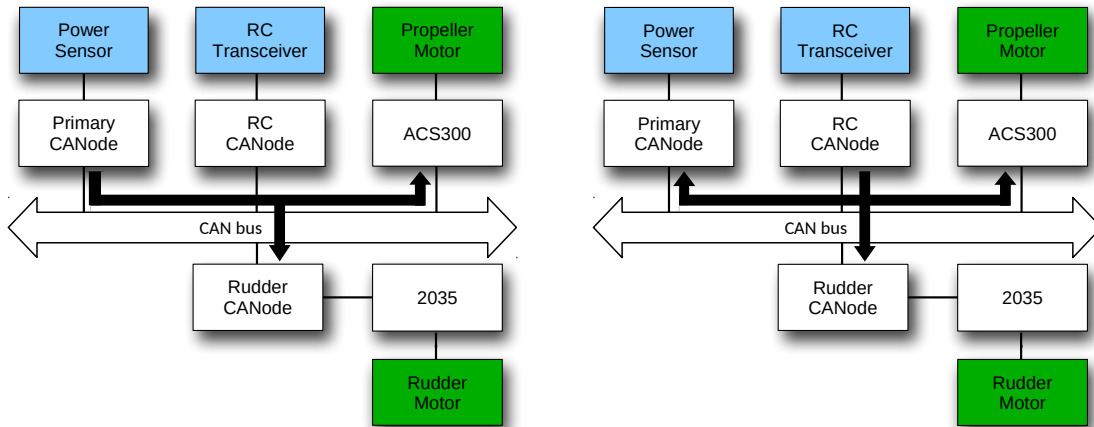 Power
Sensor
RC
Transceiver
Propeller
Motor
Primary
CANode
RC
CANode
ACS300
CAN bus
Rudder
CANode
2035
Rudder
Motor
Power
Sensor
RC
Transceiver
Propeller
Motor
Primary
CANode
RC
CANode
ACS300
CAN bus
Rudder
CANode
2035
Rudder
Motor